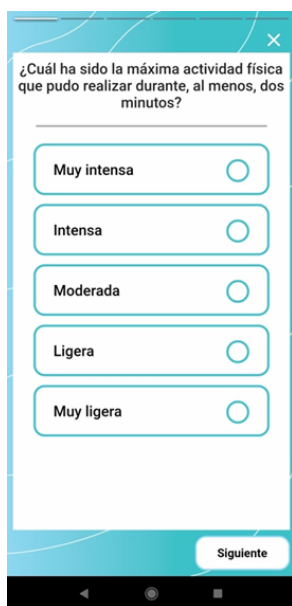 ¿Cuál ha sido la máxima actividad física
que pudo realizar durante, al menos, dos
minutos?
Muy intensa
Intensa
Moderada
Ligera
Muy ligera
Siguiente